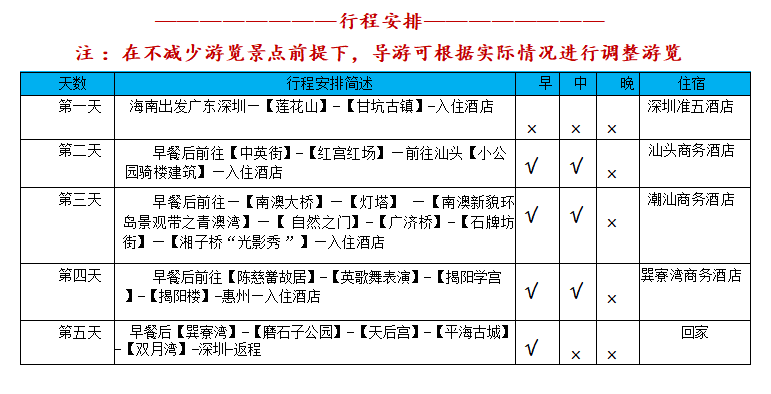 ————————行程安排————————
注：在不减少游览景点前提下，导游可根据实际情况进行调整游览
天数 行程安排简述 早 中 晚 住宿
第一天 海南出发广东深圳—【莲花山】-【甘坑古镇】-入住酒店 × × × 深圳准五酒店
第二天 早餐后前往【中英街】-【红宫红场】—前往汕头【小公 √ √ × 汕头商务酒店
园骑楼建筑】—入住酒店
第三天 早餐后前往—【南澳大桥】—【灯塔】 —【南澳新貌环 √ √ × 潮汕商务酒店
岛景观带之青澳湾】—【 自然之门】-【广济桥】-【石牌坊
街】—【湘子桥“光影秀 ”】—入住酒店
第四天 早餐后前往【陈慈黉故居】-【英歌舞表演】-【揭阳学宫 √ √ × 巽寮湾商务酒店
】-【揭阳楼】-惠州—入住酒店
第五天 早餐后【巽寮湾】-【磨石子公园】-【天后宫】-【平海古城】 √ × × 回家
-【双月湾】-深圳-返程